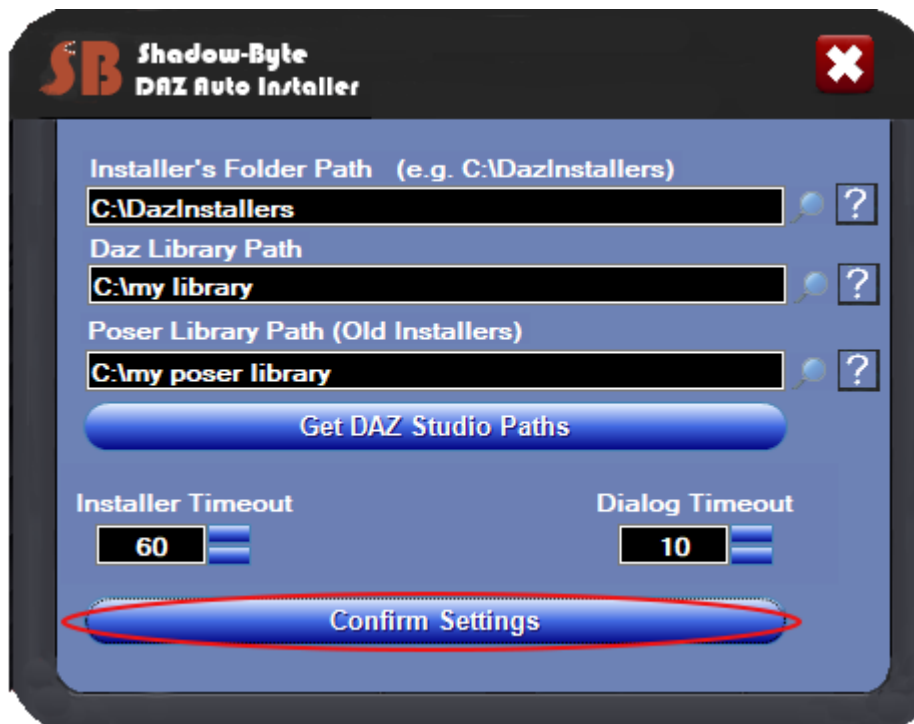 SB Shadow-Byte
DAZ Auto Installer
Installer's Folder Path (e.g. C:\DazInstallers)
C:\DazInstallers
?
Daz Library Path
C:\my library
?
Poser Library Path (Old Installers)
C:\my poser library
?
Get DAZ Studio Paths
Installer Timeout Dialog Timeout
60 10
Confirm Settings